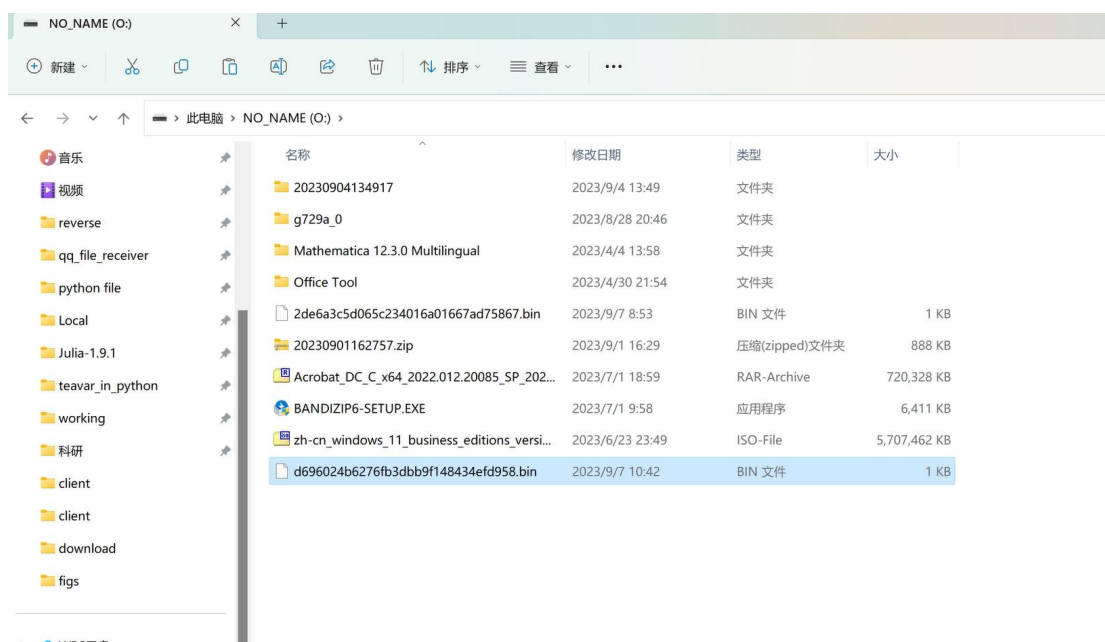 NO_NAME (O:)
新建
排序
查看
此电脑 > NO_NAME (O:) >
名称 修改日期 类型 大小
音乐
视频
reverse
qq_file_receiver
python file
Local
Julia-1.9.1
teavar_in_python
working
科研
client
client
download
figs
20230904134917 2023/9/4 13:49 文件夹
g729a_0 2023/8/28 20:46 文件夹
Mathematica 12.3.0 Multilingual 2023/4/4 13:58 文件夹
Office Tool 2023/4/30 21:54 文件夹
2de6a3c5d065c234016a01667ad75867.bin 2023/9/7 8:53 BIN 文件 1 KB
20230901162757.zip 2023/9/1 16:29 压缩(zipped)文件夹 888 KB
Acrobat_DC_C_x64_2022.012.20085_SP_202... 2023/7/1 18:59 RAR-Archive 720,328 KB
BANDIZIP6-SETUP.EXE 2023/7/1 9:58 应用程序 6,411 KB
zh-cn_windows_11_business_editions_versi... 2023/6/23 23:49 ISO-File 5,707,462 KB
d696024b6276fb3dbb9f148434efd958.bin 2023/9/7 10:42 BIN 文件 1 KB